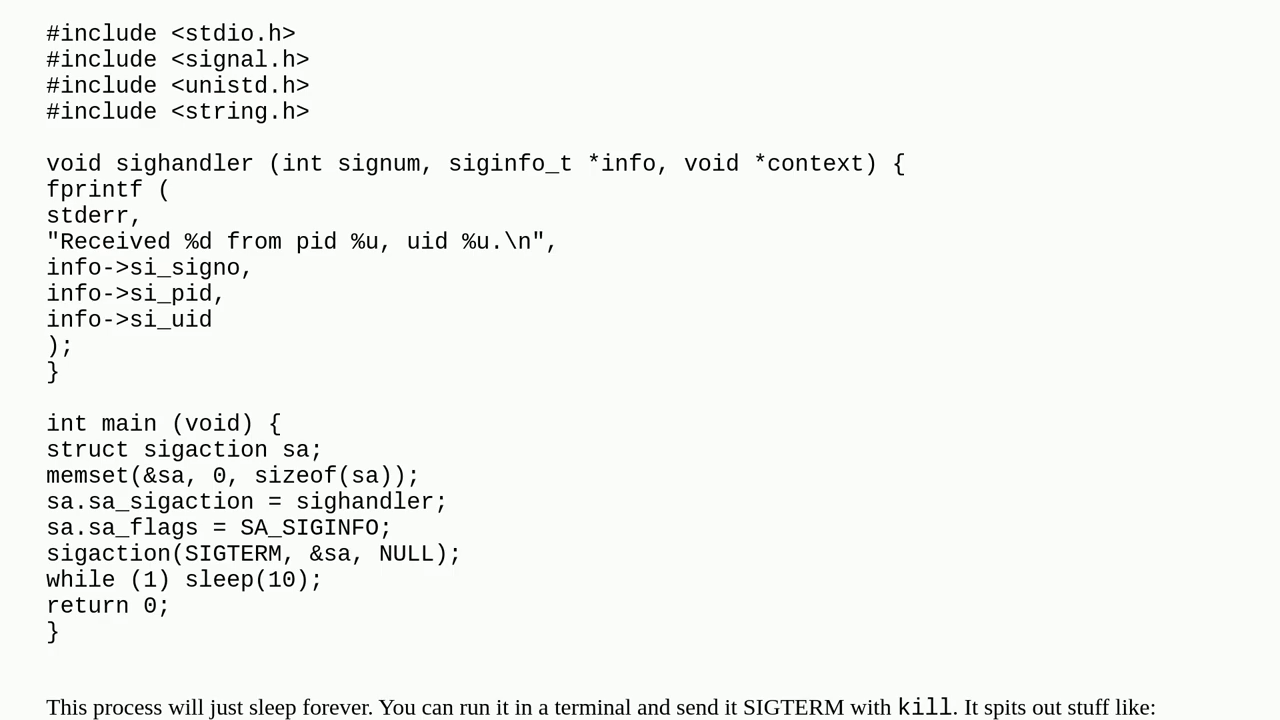 #include <stdio.h>
#include <signal.h>
#include <unistd.h>
#include <string.h>
void sighandler (int signum, siginfo_t *info, void *context) {
fprintf (
stderr,
"Received %d from pid %u, uid %u.\n",
info->si_signo,
info->si_pid,
info->si_uid
);
}
int main (void) {
struct sigaction sa;
memset(&sa, 0, sizeof(sa));
sa.sa_sigaction = sighandler;
sa.sa_flags = SA_SIGINFO;
sigaction(SIGTERM, &sa, NULL);
while (1) sleep(10);
return 0;
}
This process will just sleep forever. You can run it in a terminal and send it SIGTERM with kill. It spits out stuff like: